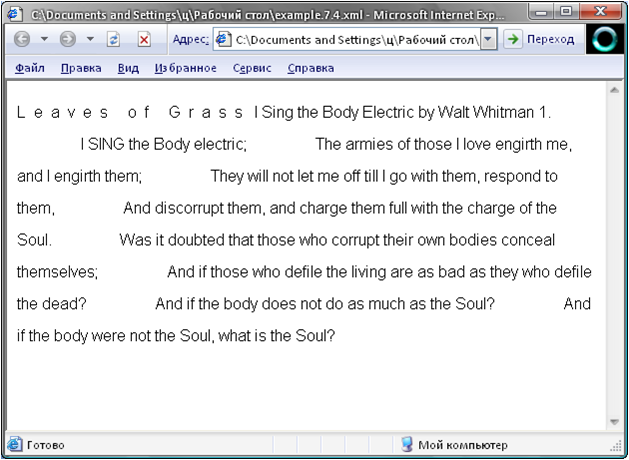 C:\Documents and Settings\ц\Рабочий стол\example.7.4.xml - Microsoft Internet Exp...
Адрес: C:\Documents and Settings\ц\Рабочий стол\ Переход
Файл Правка Вид Избранное Сервис Справка
L e a v e s o f G r a s s I Sing the Body Electric by Walt Whitman 1.
I SING the Body electric; The armies of those I love engirth me,
and I engirth them; They will not let me off till I go with them, respond to
them, And discorrupt them, and charge them full with the charge of the
Soul. Was it doubted that those who corrupt their own bodies conceal
themselves; And if those who defile the living are as bad as they who defile
the dead? And if the body does not do as much as the Soul? And
if the body were not the Soul, what is the Soul?
Готово Мой компьютер